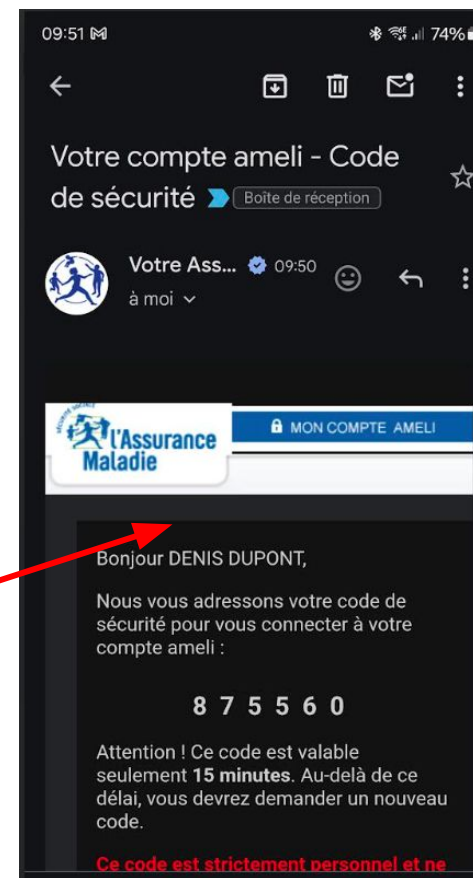 09:51
74%
Votre compte ameli - Code
de sécurité Boîte de réception
Votre Ass... 09:50
à moi
SÉCURITÉ SOCIALE
l'Assurance
Maladie
MON COMPTE AMELI
Bonjour DENIS DUPONT,
Nous vous adressons votre code de
sécurité pour vous connecter à votre
compte ameli :
8 7 5 5 6 0
Attention ! Ce code est valable
seulement 15 minutes. Au-delà de ce
délai, vous devrez demander un nouveau
code.
Ce code est strictement personnel et ne